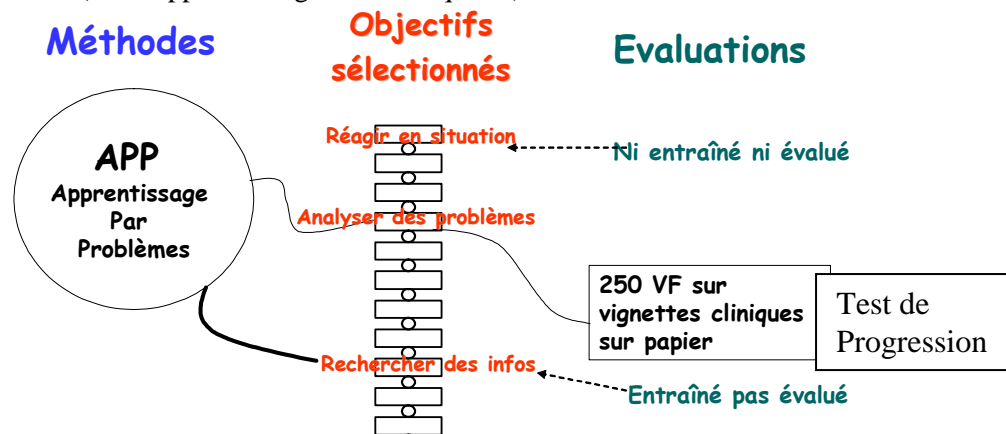 Méthodes
Objectifs
sélectionnés
Evaluations
APP
Apprentissage
Par
Problèmes
Réagir en situation
Ni entraîné ni évalué
Analyser des problèmes
250 VF sur
vignettes cliniques
sur papier
Test de
Progression
Rechercher des infos
Entraîné pas évalué